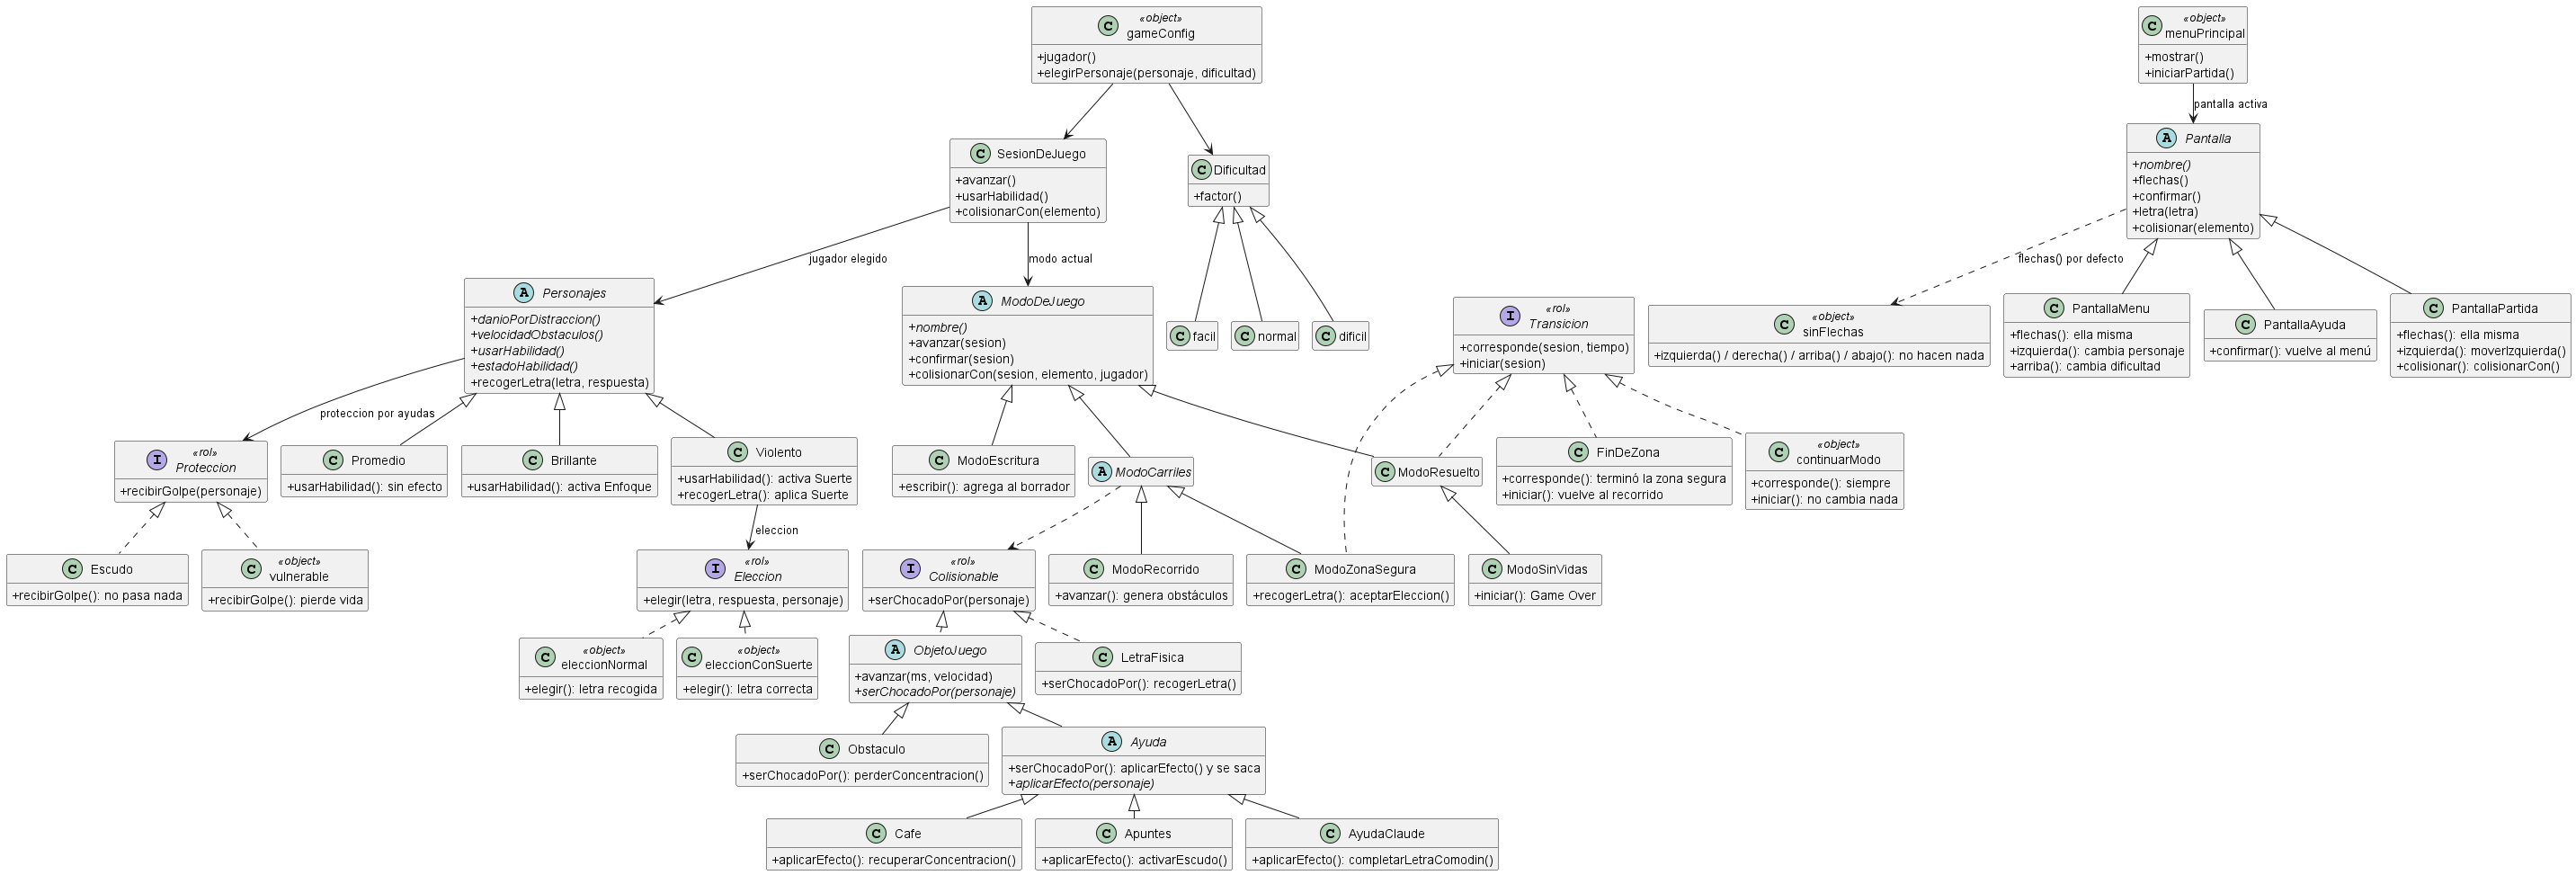 C «object» gameConfig
+jugador()
+elegirPersonaje(personaje, dificultad)
C «object» menuPrincipal
+mostrar()
+iniciarPartida()
pantalla activa
C SesionDeJuego
+avanzar()
+usarHabilidad()
+colisionarCon(elemento)
C Dificultad
+factor()
A Pantalla
+nombre()
+flechas()
+confirmar()
+letra(letra)
+colisionar(elemento)
jugador elegido
modo actual
flechas() por defecto
A Personajes
+danioPorDistraccion()
+velocidadObstaculos()
+usarHabilidad()
+estadoHabilidad()
+recogerLetra(letra, respuesta)
A ModoDeJuego
+nombre()
+avanzar(sesion)
+confirmar(sesion)
+colisionarCon(sesion, elemento, jugador)
C facil
C normal
C dificil
I «rol» Transicion
+corresponde(sesion, tiempo)
+iniciar(sesion)
C «object» sinFlechas
+izquierda() / derecha() / arriba() / abajo(): no hacen nada
C PantallaMenu
+flechas(): ella misma
+izquierda(): cambia personaje
+arriba(): cambia dificultad
C PantallaAyuda
+confirmar(): vuelve al menú
C PantallaPartida
+flechas(): ella misma
+izquierda(): moverIzquierda()
+colisionar(): colisionarCon()
proteccion por ayudas
I «rol» Proteccion
+recibirGolpe(personaje)
C Promedio
+usarHabilidad(): sin efecto
C Brillante
+usarHabilidad(): activa Enfoque
C Violento
+usarHabilidad(): activa Suerte
+recogerLetra(): aplica Suerte
C ModoEscritura
+escribir(): agrega al borrador
A ModoCarriles
C ModoResuelto
C FinDeZona
+corresponde(): terminó la zona segura
+iniciar(): vuelve al recorrido
C «object» continuarModo
+corresponde(): siempre
+iniciar(): no cambia nada
eleccion
C Escudo
+recibirGolpe(): no pasa nada
C «object» vulnerable
+recibirGolpe(): pierde vida
I «rol» Eleccion
+elegir(letra, respuesta, personaje)
I «rol» Colisionable
+serChocadoPor(personaje)
C ModoRecorrido
+avanzar(): genera obstáculos
C ModoZonaSegura
+recogerLetra(): aceptarEleccion()
C ModoSinVidas
+iniciar(): Game Over
C «object» eleccionNormal
+elegir(): letra recogida
C «object» eleccionConSuerte
+elegir(): letra correcta
A ObjetoJuego
+avanzar(ms, velocidad)
+serChocadoPor(personaje)
C LetraFisica
+serChocadoPor(): recogerLetra()
C Obstaculo
+serChocadoPor(): perderConcentracion()
A Ayuda
+serChocadoPor(): aplicarEfecto() y se saca
+aplicarEfecto(personaje)
C Cafe
+aplicarEfecto(): recuperarConcentracion()
C Apuntes
+aplicarEfecto(): activarEscudo()
C AyudaClaude
+aplicarEfecto(): completarLetraComodin()